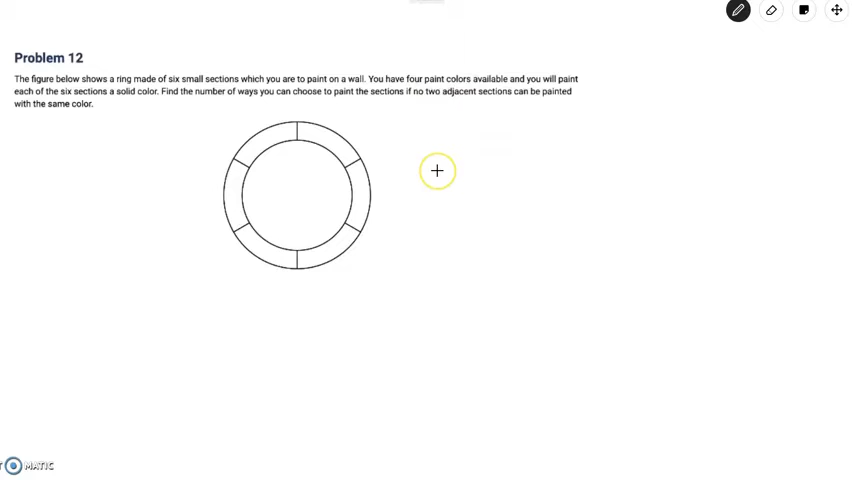 Problem 12
The figure below shows a ring made of six small sections which you are to paint on a wall. You have four paint colors available and you will paint
each of the six sections a solid color. Find the number of ways you can choose to paint the sections if no two adjacent sections can be painted
with the same color.
MATIC